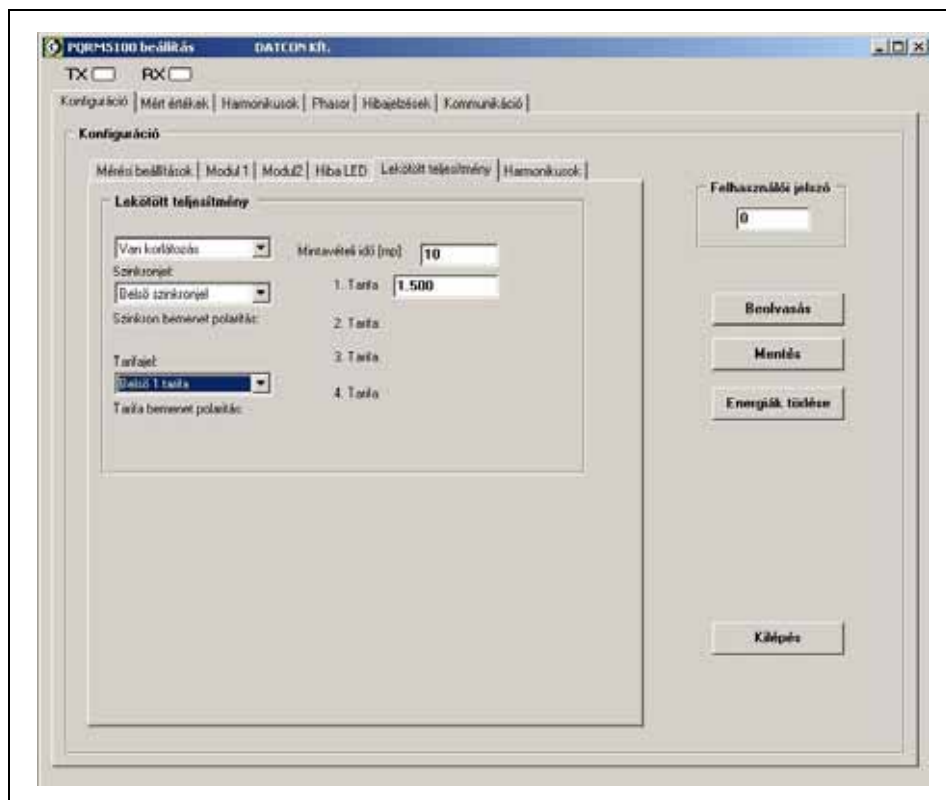 PQRM5100 beállítás DATCON Kft.
TX RX
Konfiguráció Mért értékek Harmonikusok Phasor Hibajelzések Kommunikáció
Konfiguráció
Mérési beállítások Modul 1 Modul2 Hiba LED Lekötött teljesítmény Harmonikusok
Lekötött teljesítmény
Van korlátozás
Mintavételi idő [mp] 10
Szinkronjel:
Belső szinkronjel
1. Tarifa 1.500
Szinkron bemenet polaritás:
2. Tarifa
Tarifajel:
3. Tarifa
Belső 1 tarifa
4. Tarifa
Tarifa bemenet polaritás:
Felhasználói jelszó
0
Beolvasás
Mentés
Energiák törlése
Kilépés